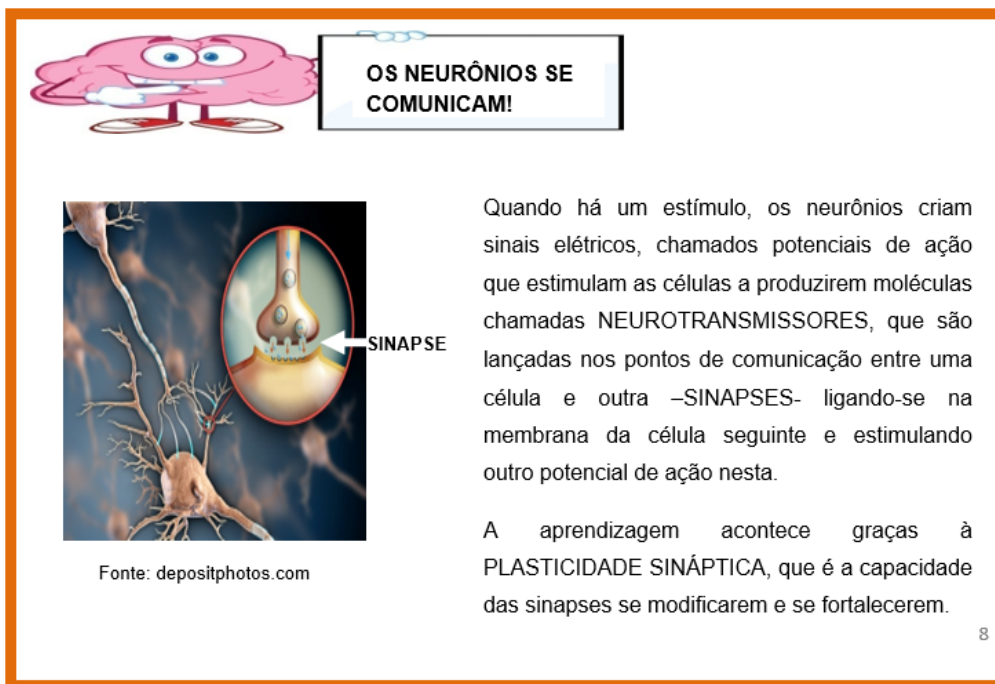 OS NEURÔNIOS SE
COMUNICAM!
SINAPSE
Fonte: depositphotos.com
Quando há um estímulo, os neurônios criam
sinais elétricos, chamados potenciais de ação
que estimulam as células a produzirem moléculas
chamadas NEUROTRANSMISSORES, que são
lançadas nos pontos de comunicação entre uma
célula e outra –SINAPSES- ligando-se na
membrana da célula seguinte e estimulando
outro potencial de ação nesta.
A aprendizagem acontece graças à
PLASTICIDADE SINÁPTICA, que é a capacidade
das sinapses se modificarem e se fortalecerem.
8